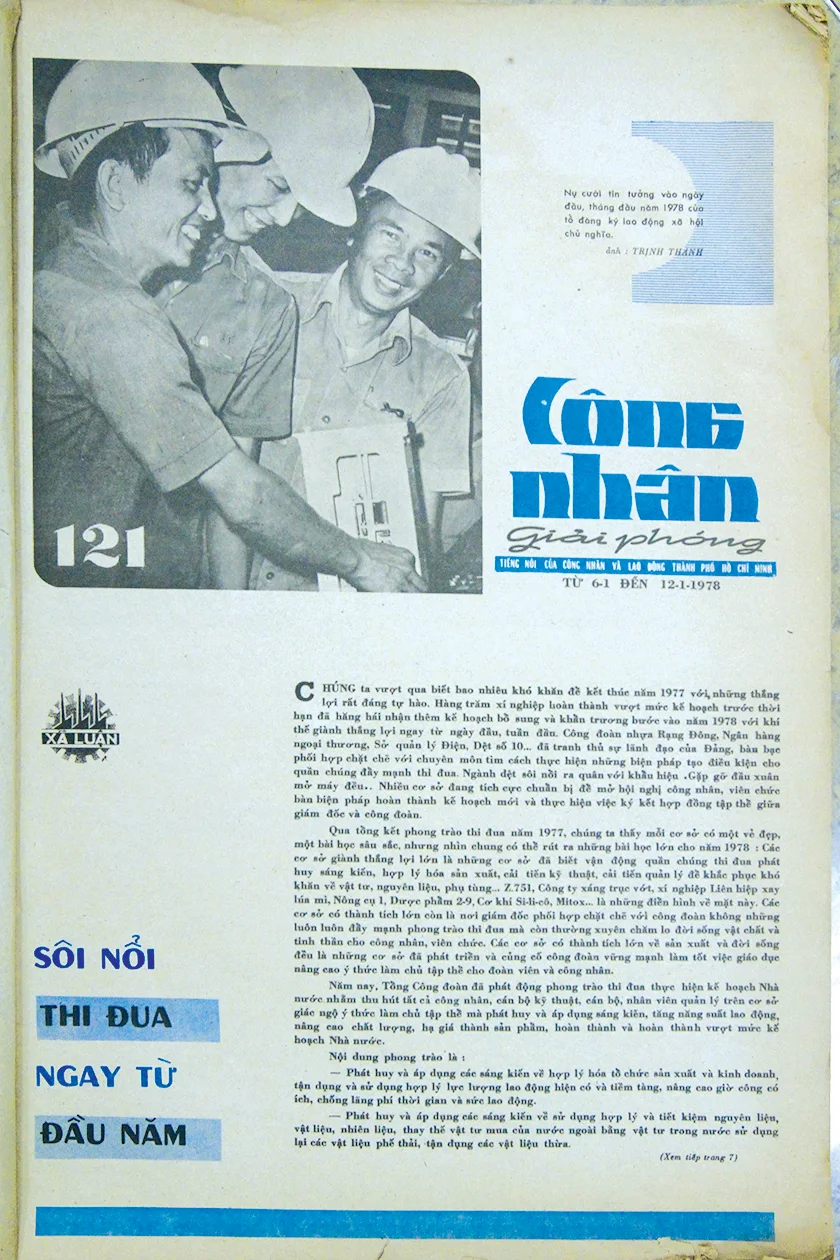 Nụ cười tin tưởng vào ngày
đầu, tháng đầu năm 1978 của
tổ đăng ký lao động xã hội
chủ nghĩa.
ảnh : TRỊNH THÀNH
121
Công
nhân
Giải phóng
TIẾNG NÓI CỦA CÔNG NHÂN VÀ LAO ĐỘNG THÀNH PHỐ HỒ CHÍ MINH
TỪ 6-1 ĐẾN 12-1-1978
XÃ LUẬN
SÔI NỔI
THI ĐUA
NGAY TỪ
ĐẦU NĂM
CHÚNG ta vượt qua biết bao nhiêu khó khăn để kết thúc năm 1977 với những thắng
lợi rất đáng tự hào. Hàng trăm xí nghiệp hoàn thành vượt mức kế hoạch trước thời
hạn đã hăng hái nhận thêm kế hoạch bổ sung và khẩn trương bước vào năm 1978 với khí
thế giành thắng lợi ngay từ ngày đầu, tuần đầu. Công đoàn nhựa Rạng Đông, Ngân hàng
ngoại thương, Sở quản lý Điện, Dệt số 10... đã tranh thủ sự lãnh đạo của Đảng, bàn bạc
phối hợp chặt chẽ với chuyên môn tìm cách thực hiện những biện pháp tạo điều kiện cho
quần chúng đẩy mạnh thi đua. Ngành dệt sôi nổi ra quân với khẩu hiệu «Gặp gỡ đầu xuân
mở máy đều». Nhiều cơ sở đang tích cực chuẩn bị để mở hội nghị công nhân, viên chức
bàn biện pháp hoàn thành kế hoạch mới và thực hiện việc ký kết hợp đồng tập thể giữa
giám đốc và công đoàn.
Qua tổng kết phong trào thi đua năm 1977, chúng ta thấy mỗi cơ sở có một vẻ đẹp,
một bài học sâu sắc, nhưng nhìn chung có thể rút ra những bài học lớn cho năm 1978 : Các
cơ sở giành thắng lợi lớn là những cơ sở đã biết vận động quần chúng thi đua phát
huy sáng kiến, hợp lý hóa sản xuất, cải tiến kỹ thuật, cải tiến quản lý để khắc phục khó
khăn về vật tư, nguyên liệu, phụ tùng... Z.751, Công ty xáng trục vớt, xí nghiệp Liên hiệp xay
lúa mì, Nông cụ 1, Dược phẩm 2-9, Cơ khí Si-li-cô, Mitox... là những điển hình về mặt này. Các
cơ sở có thành tích lớn còn là nơi giám đốc phối hợp chặt chẽ với công đoàn không những
luôn luôn đẩy mạnh phong trào thi đua mà còn thường xuyên chăm lo đời sống vật chất và
tinh thần cho công nhân, viên chức. Các cơ sở có thành tích lớn về sản xuất và đời sống
đều là những cơ sở đã phát triển và củng cố công đoàn vững mạnh làm tốt việc giáo dục
nâng cao ý thức làm chủ tập thể cho đoàn viên và công nhân.
Năm nay, Tổng Công đoàn đã phát động phong trào thi đua thực hiện kế hoạch Nhà
nước nhằm thu hút tất cả công nhân, cán bộ kỹ thuật, cán bộ, nhân viên quản lý trên cơ sở
giác ngộ ý thức làm chủ tập thể mà phát huy và áp dụng sáng kiến, tăng năng suất lao động,
nâng cao chất lượng, hạ giá thành sản phẩm, hoàn thành và hoàn thành vượt mức kế
hoạch Nhà nước.
Nội dung phong trào là :
— Phát huy và áp dụng các sáng kiến về hợp lý hóa tổ chức sản xuất và kinh doanh,
tận dụng và sử dụng hợp lý lực lượng lao động hiện có và tiềm tàng, nâng cao giờ công có
ích, chống lãng phí thời gian và sức lao động.
— Phát huy và áp dụng các sáng kiến về sử dụng hợp lý và tiết kiệm nguyên liệu,
vật liệu, nhiên liệu, thay thế vật tư mua của nước ngoài bằng vật tư trong nước sử dụng
lại các vật liệu phế thải, tận dụng các vật liệu thừa.
(Xem tiếp trang 7)